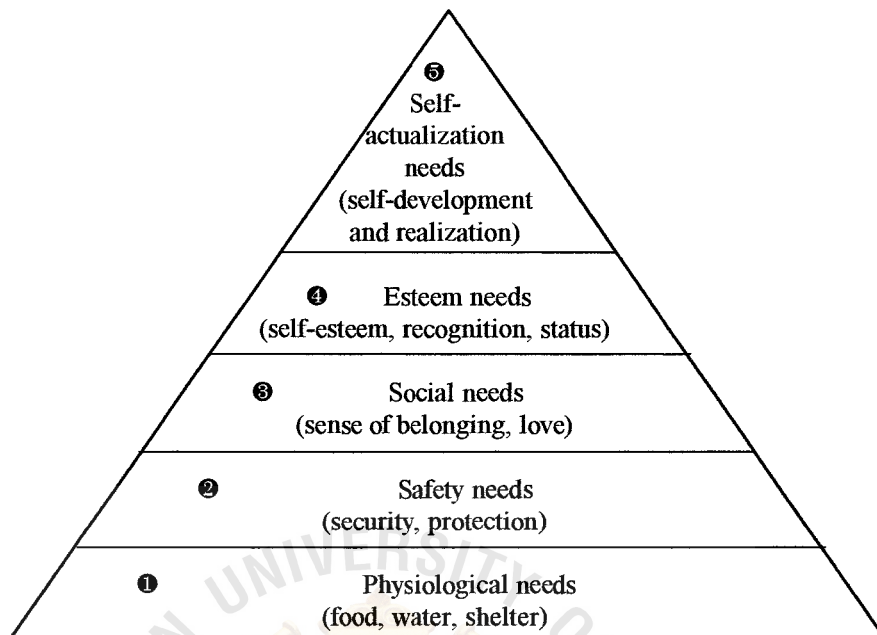 ❺
Self-
actualization
needs
(self-development
and realization)
❹ Esteem needs
(self-esteem, recognition, status)
❸ Social needs
(sense of belonging, love)
❷ Safety needs
(security, protection)
❶ Physiological needs
(food, water, shelter)
UNIVERSITY O